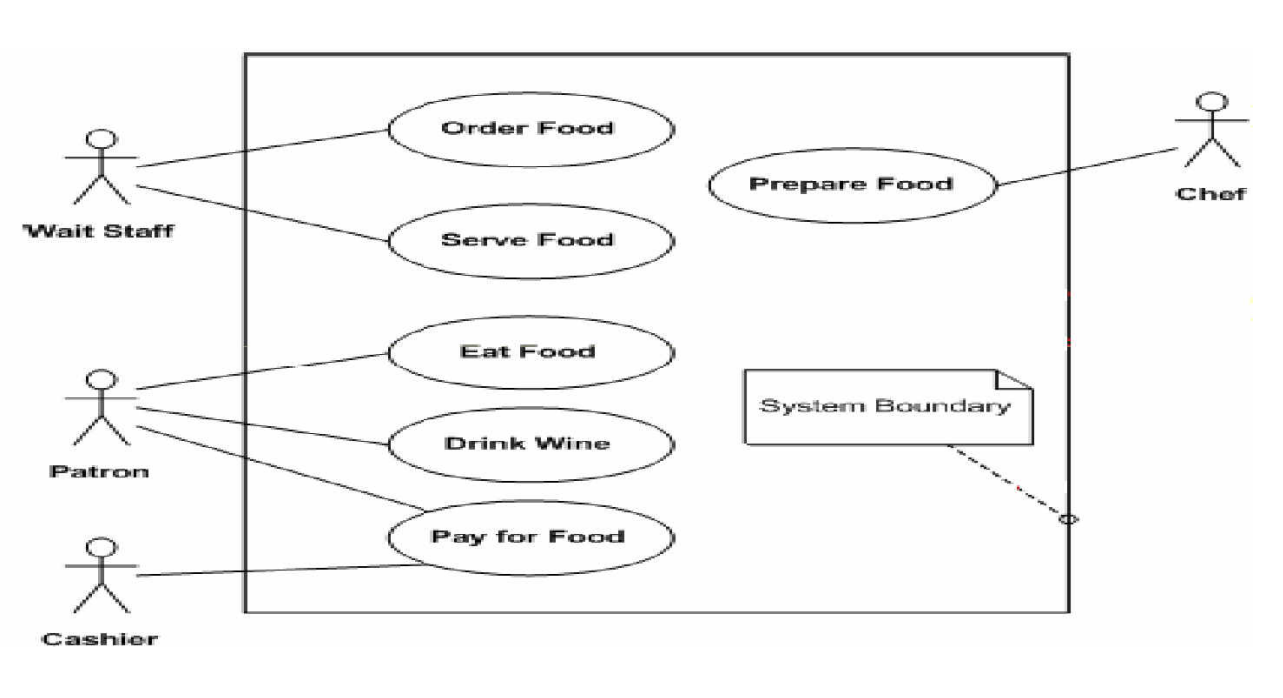 Order Food
Prepare Food
Chef
Wait Staff
Serve Food
Eat Food
System Boundary
Drink Wine
Patron
Pay for Food
Cashier